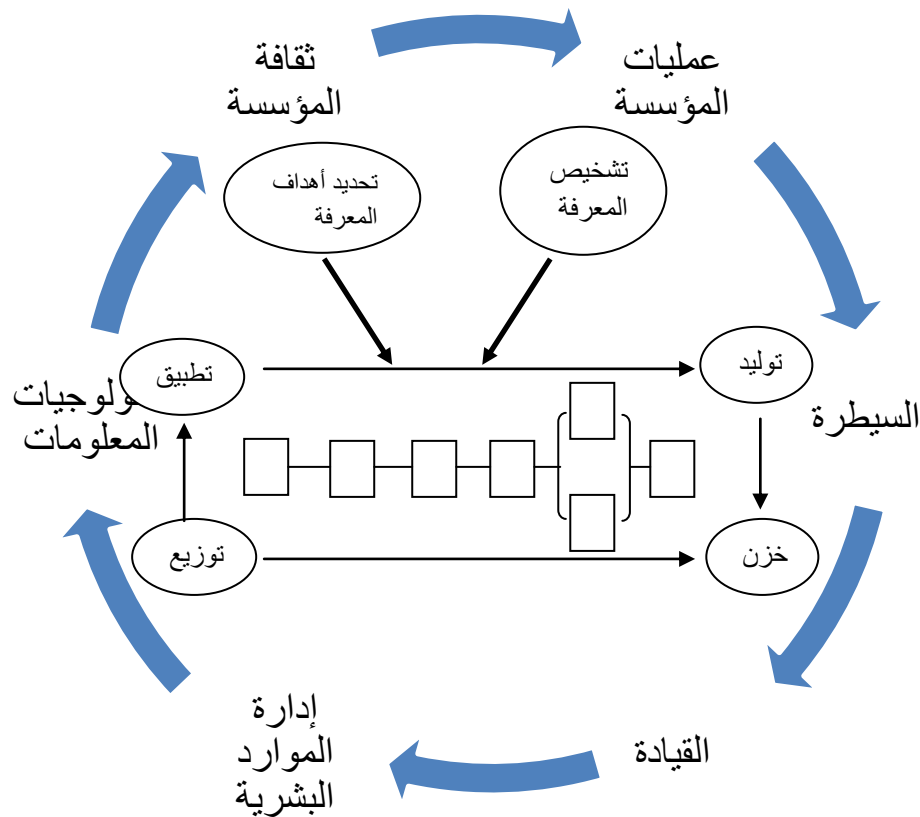 ثقافة
المؤسسة
عمليات
المؤسسة
تحديد أهداف
المعرفة
تشخيص
المعرفة
تطبيق
توليد
ولوجيات
المعلومات
السيطرة
توزيع
خزن
إدارة
الموارد
البشرية
القيادة